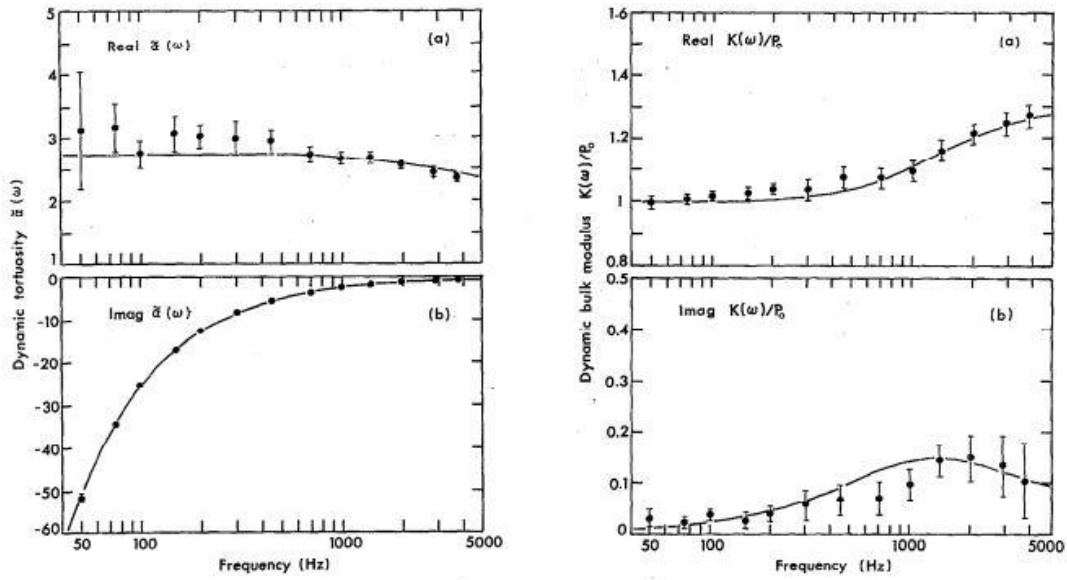 5
4
3
2
1
Real α̃(ω)
(a)
0
-10
-20
-30
-40
-50
-60
Imag α̃(ω)
(b)
Dynamic tortuosity α̃(ω)
50 100 1000 5000
Frequency (Hz)
1.6
1.4
1.2
1
0.8
Real K(ω)/P₀
(a)
0.5
0.4
0.3
0.2
0.1
0
Imag K(ω)/P₀
(b)
Dynamic bulk modulus K(ω)/P₀
50 100 1000 5000
Frequency (Hz)